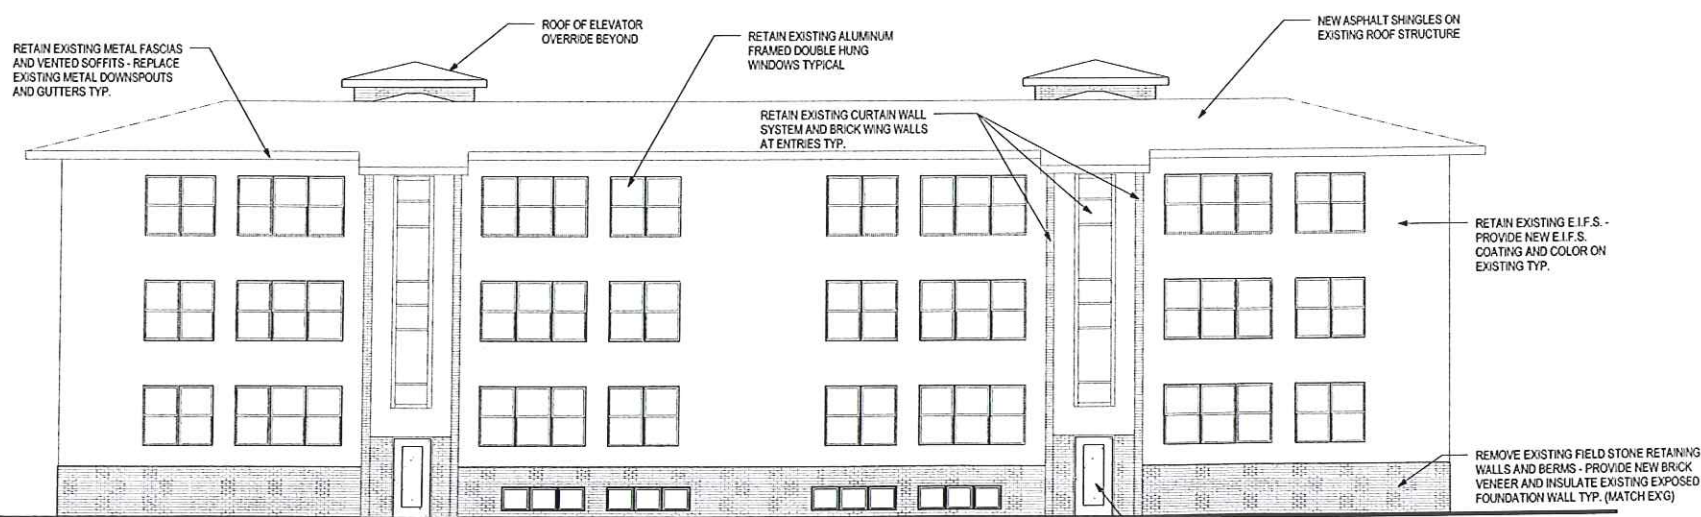 RETAIN EXISTING METAL FASCIAS
AND VENTED SOFFITS - REPLACE
EXISTING METAL DOWNSPOUTS
AND GUTTERS TYP.
ROOF OF ELEVATOR
OVERRIDE BEYOND
RETAIN EXISTING ALUMINUM
FRAMED DOUBLE HUNG
WINDOWS TYPICAL
RETAIN EXISTING CURTAIN WALL
SYSTEM AND BRICK WING WALLS
AT ENTRIES TYP.
NEW ASPHALT SHINGLES ON
EXISTING ROOF STRUCTURE
RETAIN EXISTING E.I.F.S. -
PROVIDE NEW E.I.F.S.
COATING AND COLOR ON
EXISTING TYP.
REMOVE EXISTING FIELD STONE RETAINING
WALLS AND BERMS - PROVIDE NEW BRICK
VENEER AND INSULATE EXISTING EXPOSED
FOUNDATION WALL TYP. (MATCH EX'G)